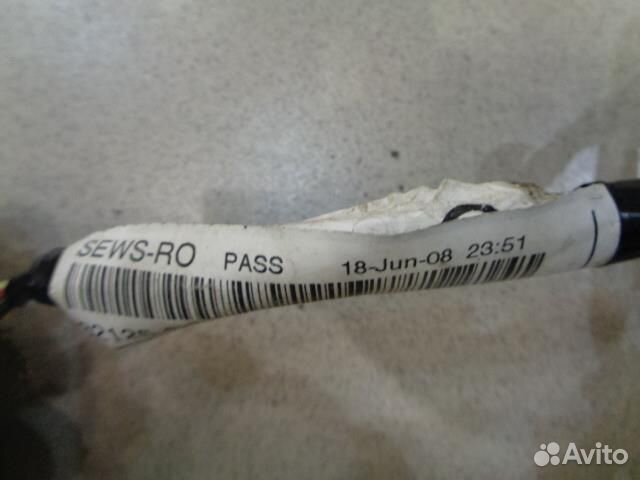 SEWS-RO PASS 18-Jun-08 23:51
Avito